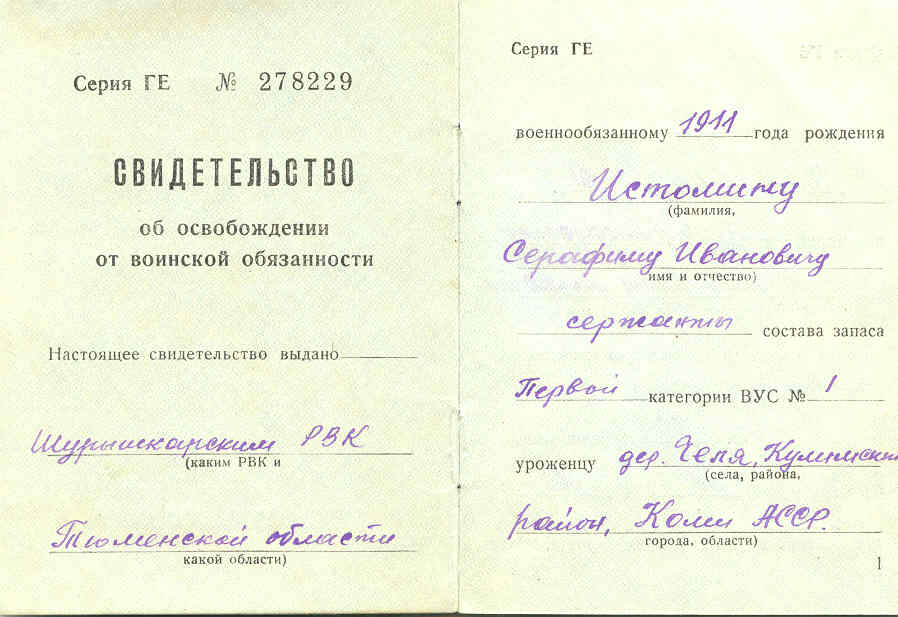 Серия ГЕ № 278229
СВИДЕТЕЛЬСТВО
об освобождении
от воинской обязанности
Настоящее свидетельство выдано
Шурышкарским РВК
(каким РВК и
Тюменской области
какой области)
Серия ГЕ
военнообязанному 1911 года рождения
Истомину
(фамилия,
Серафиму Ивановичу
имя и отчество)
сержанты состава запаса
Первой категории ВУС № 1
уроженцу дер. Кулимский
(села, района,
район, Коми АССР.
города, области)
1